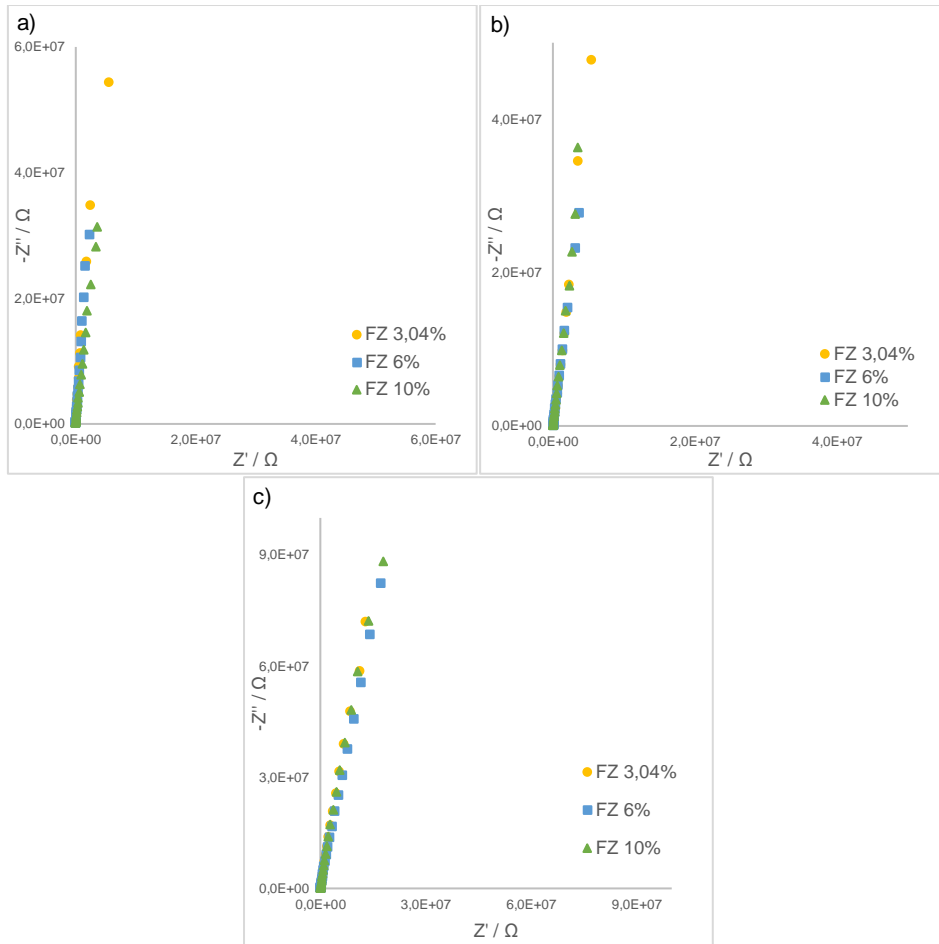 a)
6,0E+07
4,0E+07
2,0E+07
0,0E+00
-Z'' / Ω
0,0E+00 2,0E+07 4,0E+07 6,0E+07
Z' / Ω
FZ 3,04%
FZ 6%
FZ 10%
b)
4,0E+07
2,0E+07
0,0E+00
-Z'' / Ω
0,0E+00 2,0E+07 4,0E+07
Z' / Ω
FZ 3,04%
FZ 6%
FZ 10%
c)
9,0E+07
6,0E+07
3,0E+07
0,0E+00
-Z'' / Ω
0,0E+00 3,0E+07 6,0E+07 9,0E+07
Z' / Ω
FZ 3,04%
FZ 6%
FZ 10%